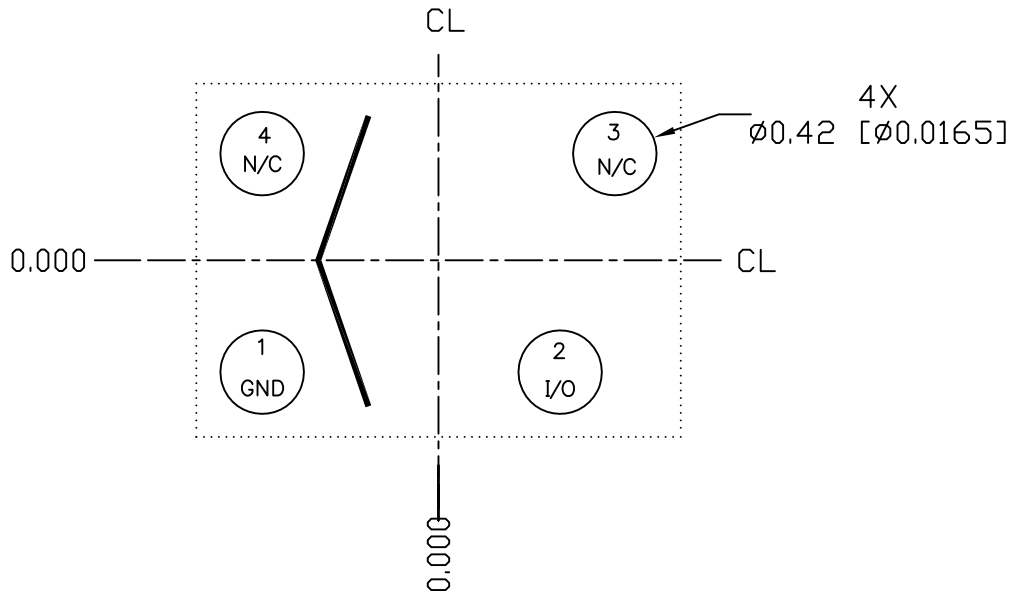 CL
4X
Ø0.42 [Ø0.0165]
4
N/C
3
N/C
0.000
CL
1
GND
2
I/O
0.000